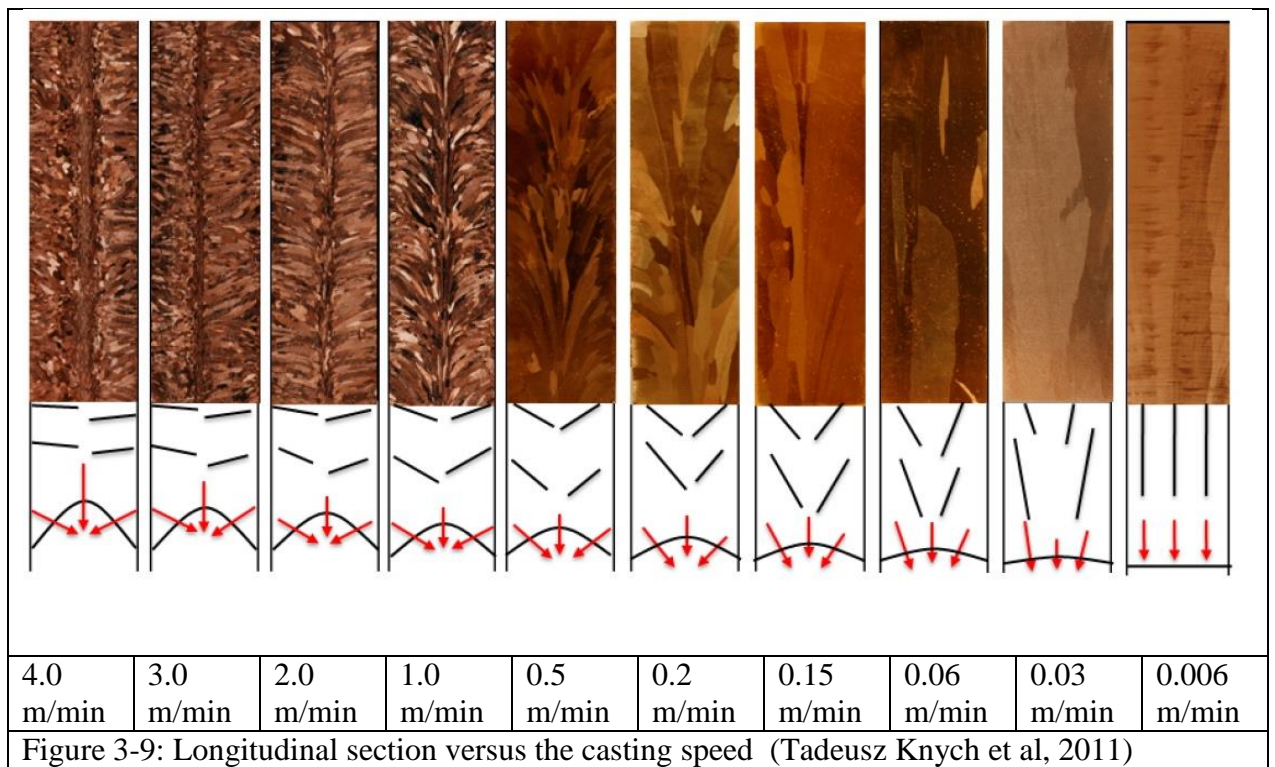 4.0 3.0 2.0 1.0 0.5 0.2 0.15 0.06 0.03 0.006
m/min m/min m/min m/min m/min m/min m/min m/min m/min m/min
Figure 3-9: Longitudinal section versus the casting speed (Tadeusz Knych et al, 2011)